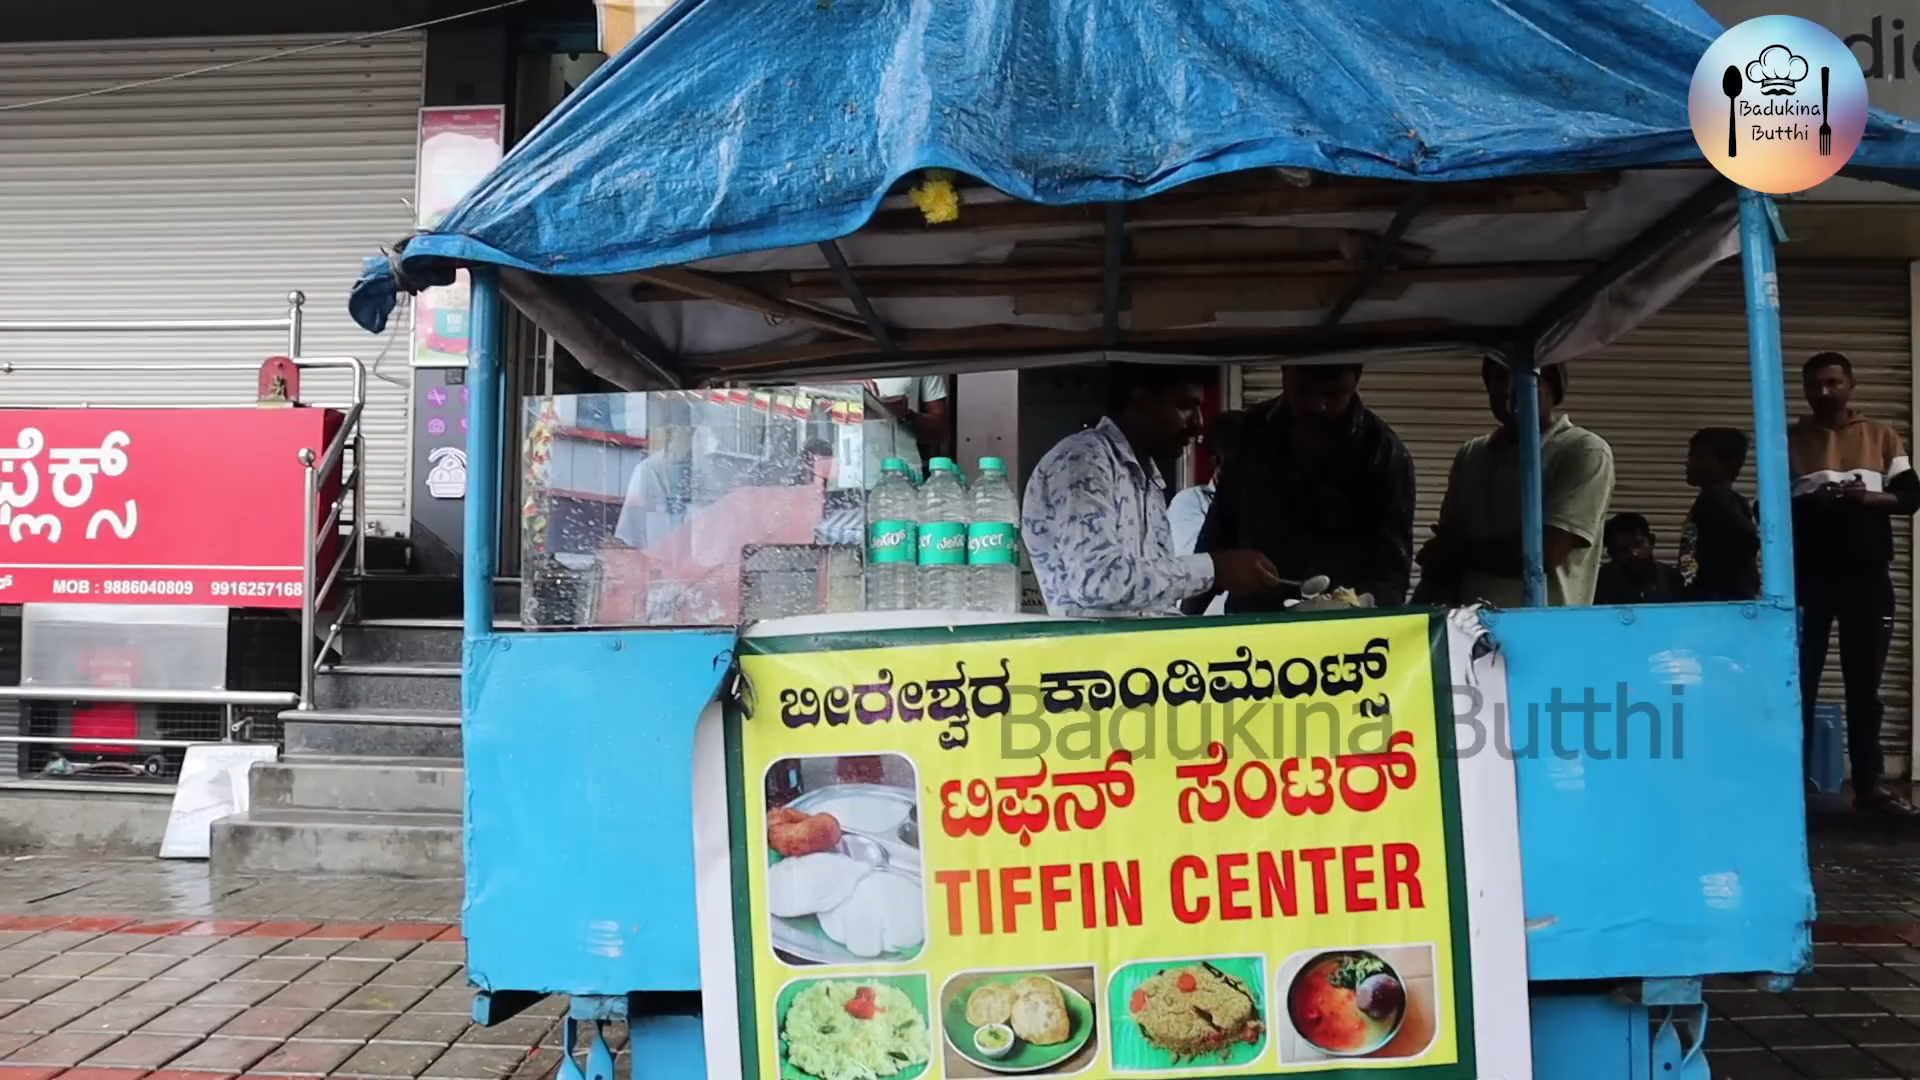 Badukina
Butthi
ಫ್ಲೆಕ್ಸ್
MOB : 9886040809 9916257168
ಬೀರೇಶ್ವರ ಕಾಂಡಿಮೆಂಟ್ಸ್
Badukina Butthi
ಟಿಫನ್ ಸೆಂಟರ್
TIFFIN CENTER